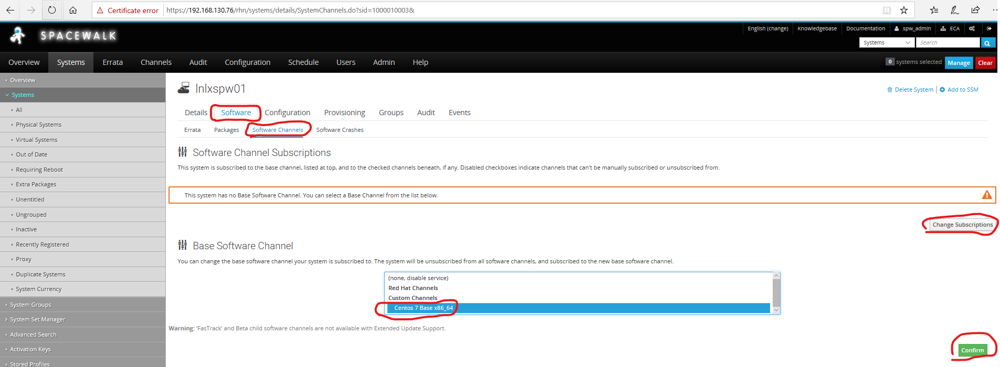 Certificate error https://192.168.130.76/rhn/systems/details/SystemChannels.do?sid=1000010003&
English (change) Knowledgebase Documentation spw_admin ECA
SPACEWALK
Systems Search
Overview Systems Errata Channels Audit Configuration Schedule Users Admin Help 0 systems selected Manage Clear
Overview
Systems
All
Physical Systems
Virtual Systems
Out of Date
Requiring Reboot
Extra Packages
Unentitled
Ungrouped
Inactive
Recently Registered
Proxy
Duplicate Systems
System Currency
System Groups
System Set Manager
Advanced Search
Activation Keys
Stored Profiles
lnlxspw01
Delete System Add to SSM
Details Software Configuration Provisioning Groups Audit Events
Errata Packages Software Channels Software Crashes
Software Channel Subscriptions
This system is subscribed to the base channel, listed at top, and to the checked channels beneath, if any. Disabled checkboxes indicate channels that can't be manually subscribed or unsubscribed from.
This system has no Base Software Channel. You can select a Base Channel from the list below.
Change Subscriptions
Base Software Channel
You can change the base software channel your system is subscribed to. The system will be unsubscribed from all software channels, and subscribed to the new base software channel.
(none, disable service)
Red Hat Channels
Custom Channels
Centos 7 Base x86_64
Warning: 'FasTrack' and Beta child software channels are not available with Extended Update Support.
Confirm